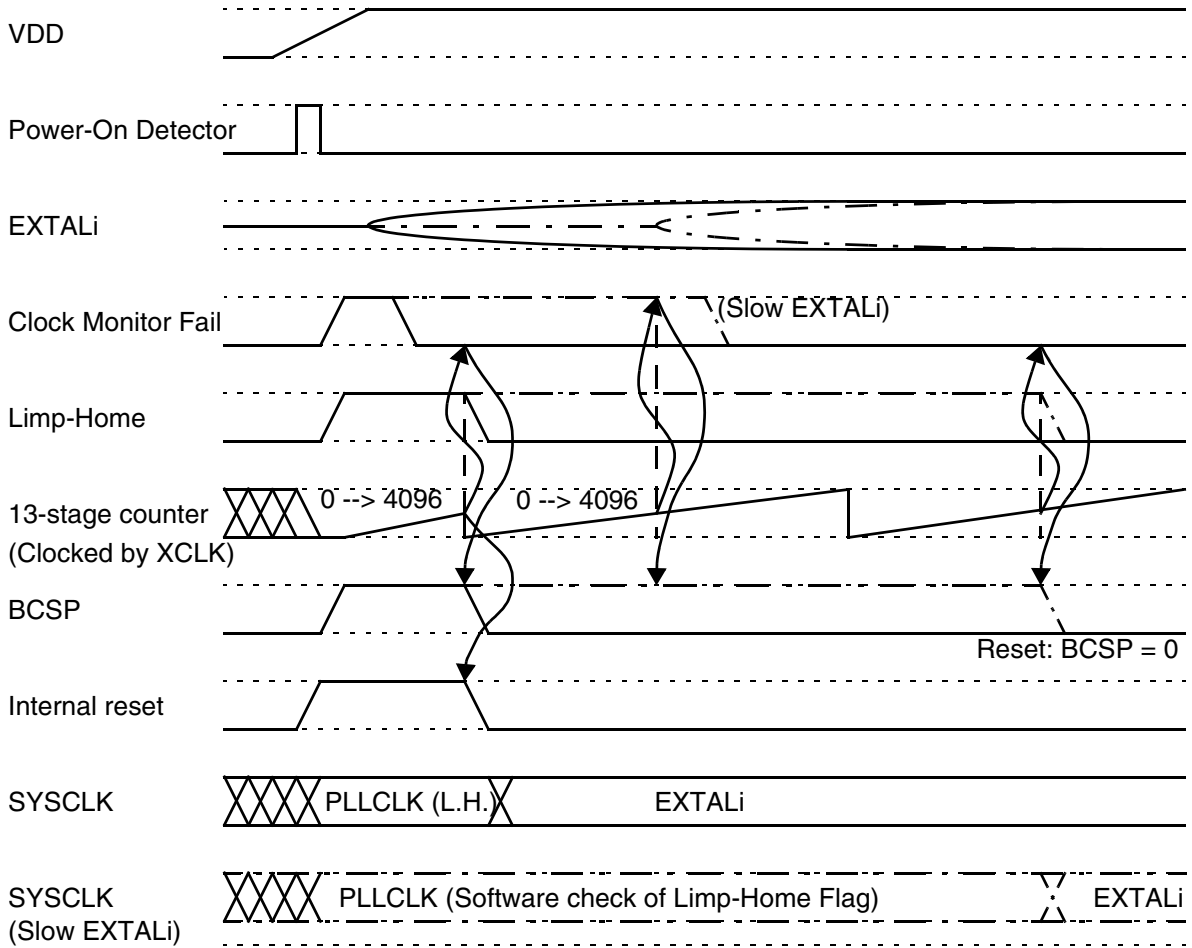 VDD
Power-On Detector
EXTALi
Clock Monitor Fail
(Slow EXTALi)
Limp-Home
13-stage counter
(Clocked by XCLK)
0 --> 4096
0 --> 4096
BCSP
Reset: BCSP = 0
Internal reset
SYSCLK
PLLCLK (L.H.)
EXTALi
SYSCLK
(Slow EXTALi)
PLLCLK (Software check of Limp-Home Flag)
EXTALi